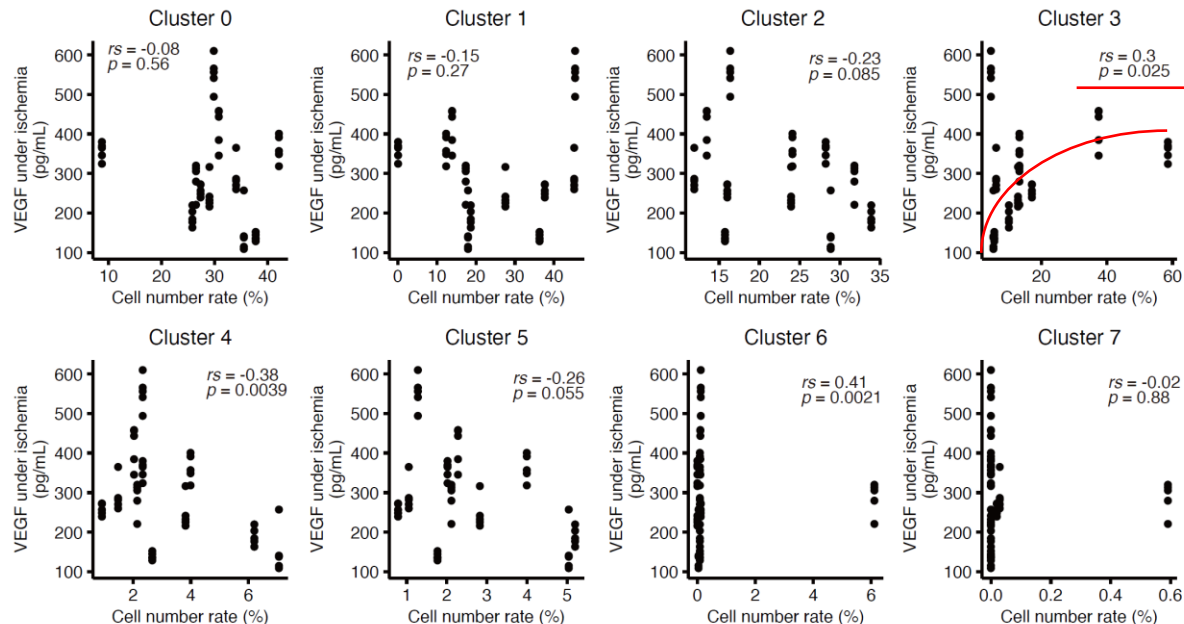 Cluster 0
rs = -0.08
p = 0.56
VEGF under ischemia
(pg/mL)
600
500
400
300
200
100
10
20
30
40
Cell number rate (%)
Cluster 1
rs = -0.15
p = 0.27
VEGF under ischemia
(pg/mL)
600
500
400
300
200
100
0
10
20
30
40
Cell number rate (%)
Cluster 2
rs = -0.23
p = 0.085
VEGF under ischemia
(pg/mL)
600
500
400
300
200
100
15
20
25
30
35
Cell number rate (%)
Cluster 3
rs = 0.3
p = 0.025
VEGF under ischemia
(pg/mL)
600
500
400
300
200
100
20
40
60
Cell number rate (%)
Cluster 4
rs = -0.38
p = 0.0039
VEGF under ischemia
(pg/mL)
600
500
400
300
200
100
2
4
6
Cell number rate (%)
Cluster 5
rs = -0.26
p = 0.055
VEGF under ischemia
(pg/mL)
600
500
400
300
200
100
1
2
3
4
5
Cell number rate (%)
Cluster 6
rs = 0.41
p = 0.0021
VEGF under ischemia
(pg/mL)
600
500
400
300
200
100
0
2
4
6
Cell number rate (%)
Cluster 7
rs = -0.02
p = 0.88
VEGF under ischemia
(pg/mL)
600
500
400
300
200
100
0.0
0.2
0.4
0.6
Cell number rate (%)